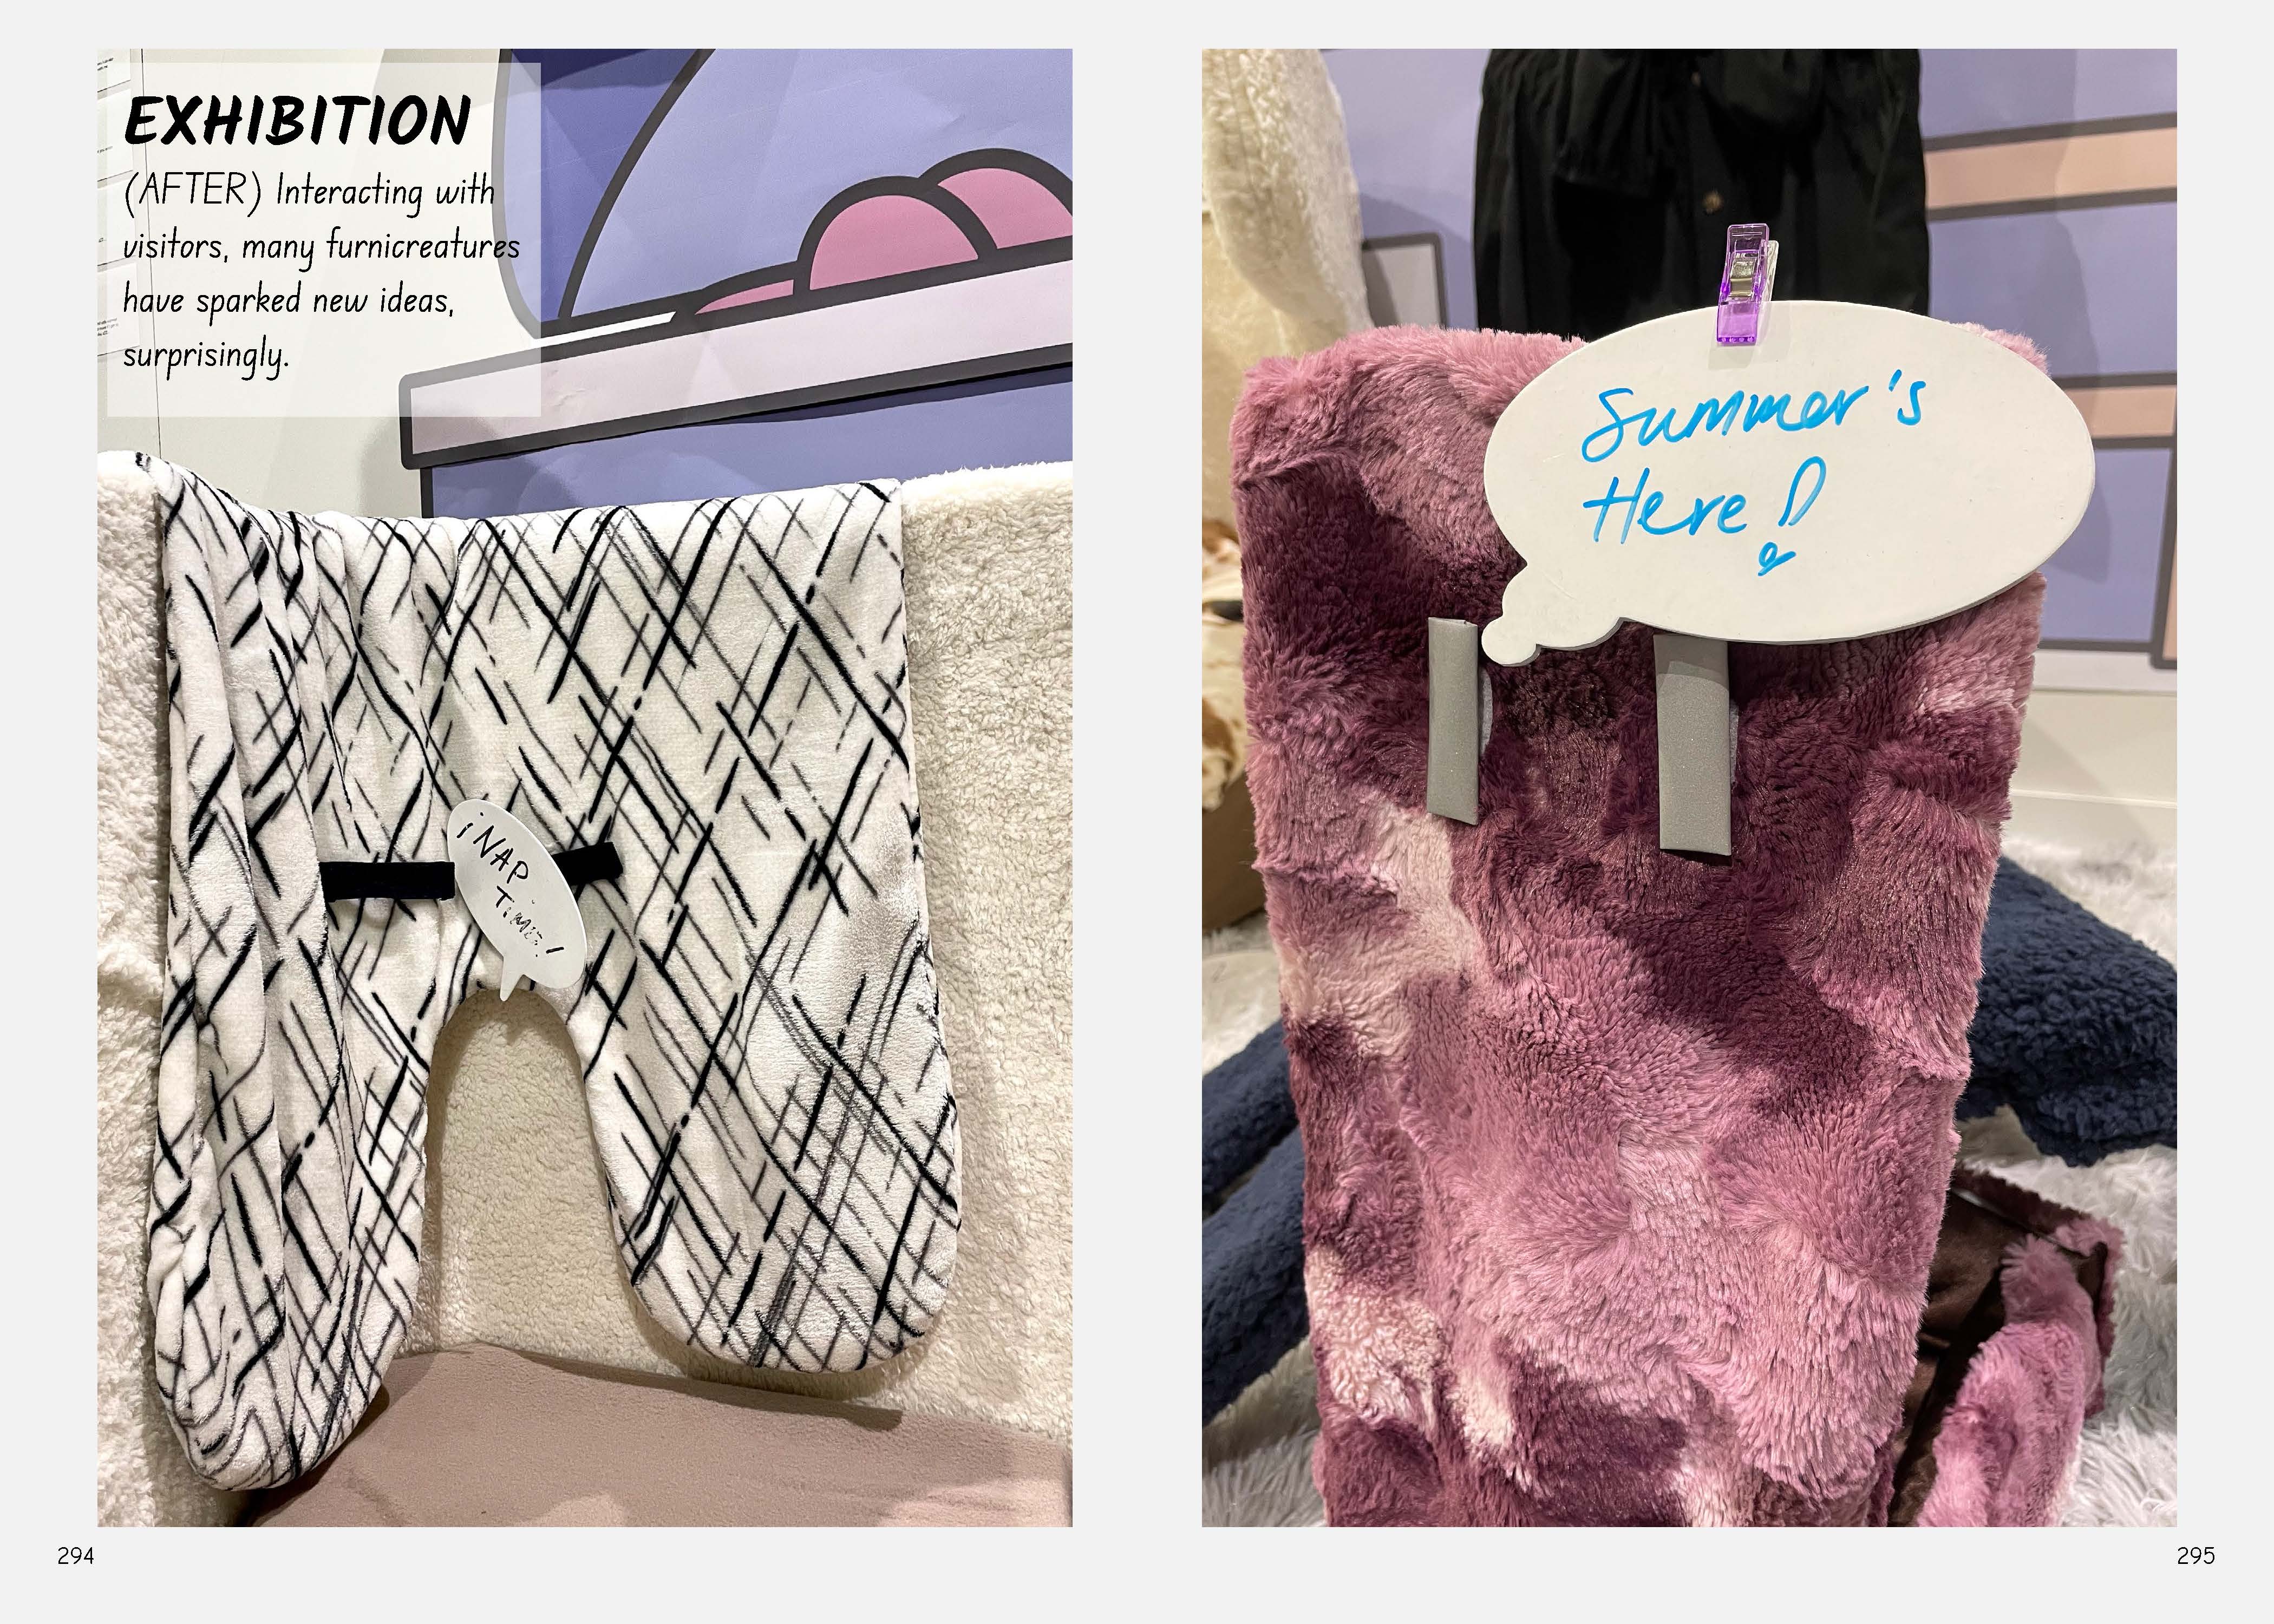 EXHIBITION
(AFTER) Interacting with
visitors, many furnicreatures
have sparked new ideas,
surprisingly.
¡NAP
TIME!
Summer's
Here!
294
295